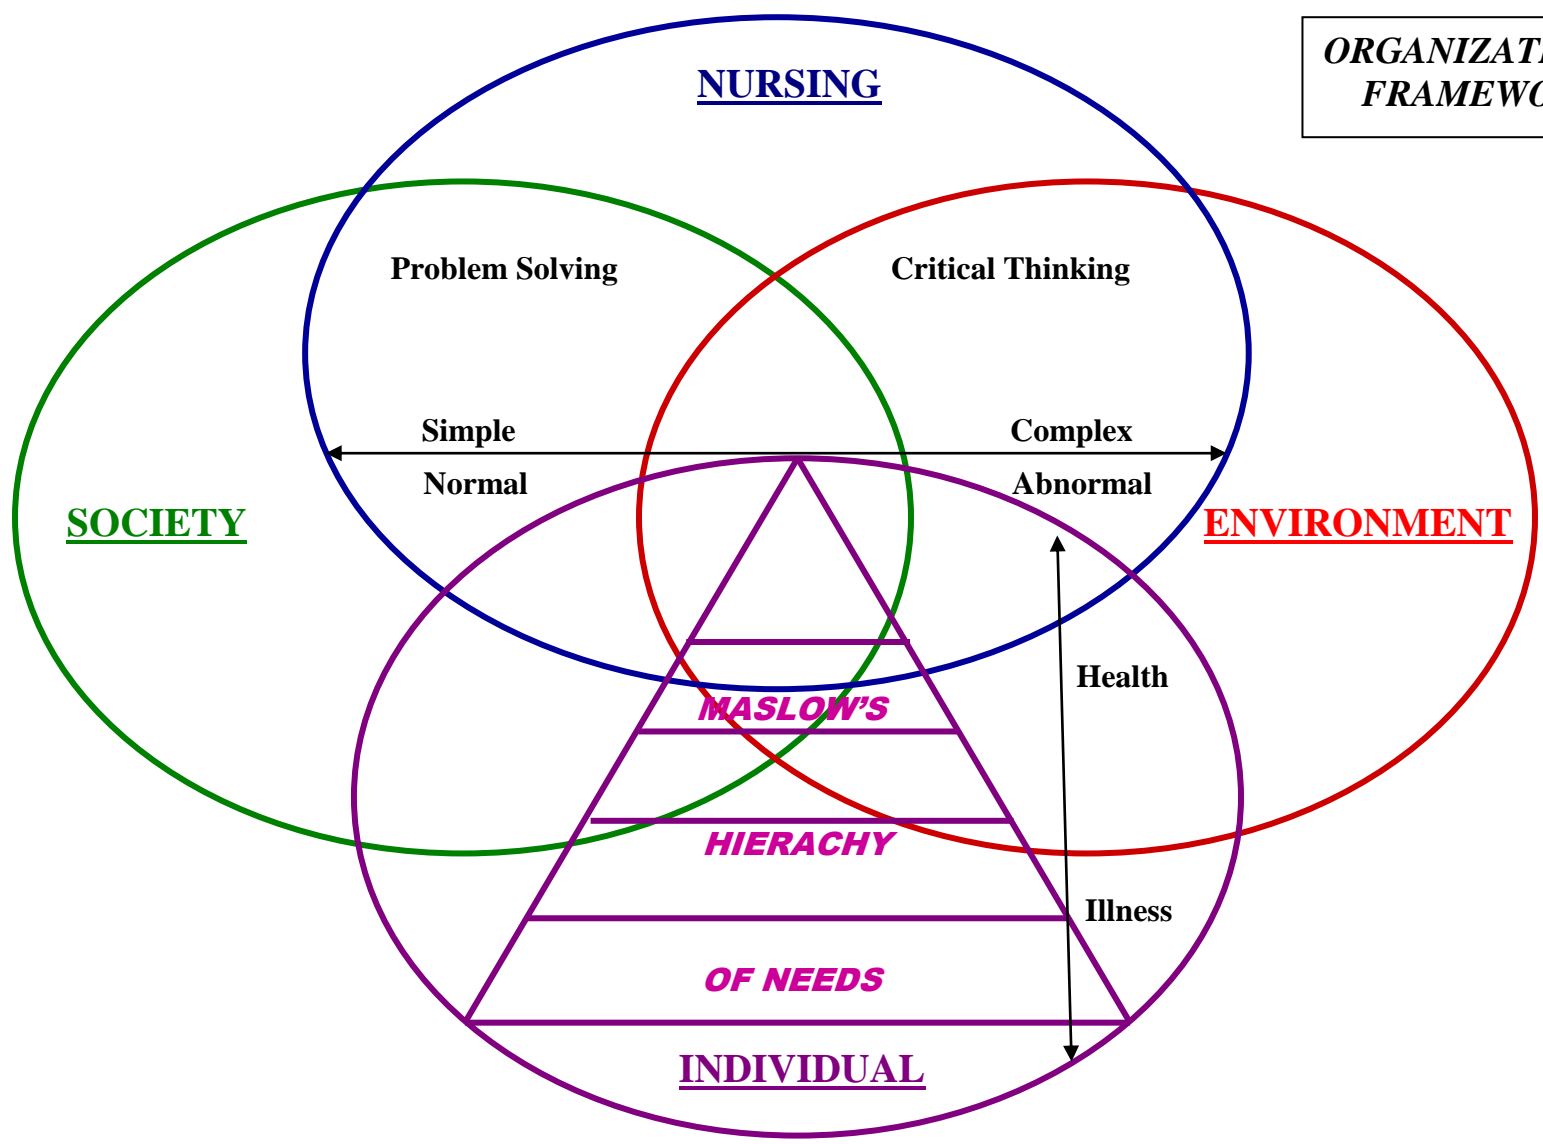 NURSING
ORGANIZATI
FRAMEWO
Problem Solving
Critical Thinking
Simple
Complex
Normal
Abnormal
SOCIETY
ENVIRONMENT
Health
MASLOW'S
HIERACHY
Illness
OF NEEDS
INDIVIDUAL